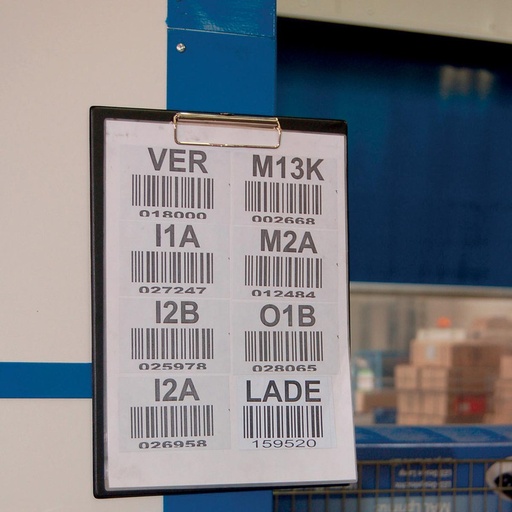 VER
018000
M13K
002668
I1A
027247
M2A
012484
I2B
025978
O1B
028065
I2A
026958
LADE
159520